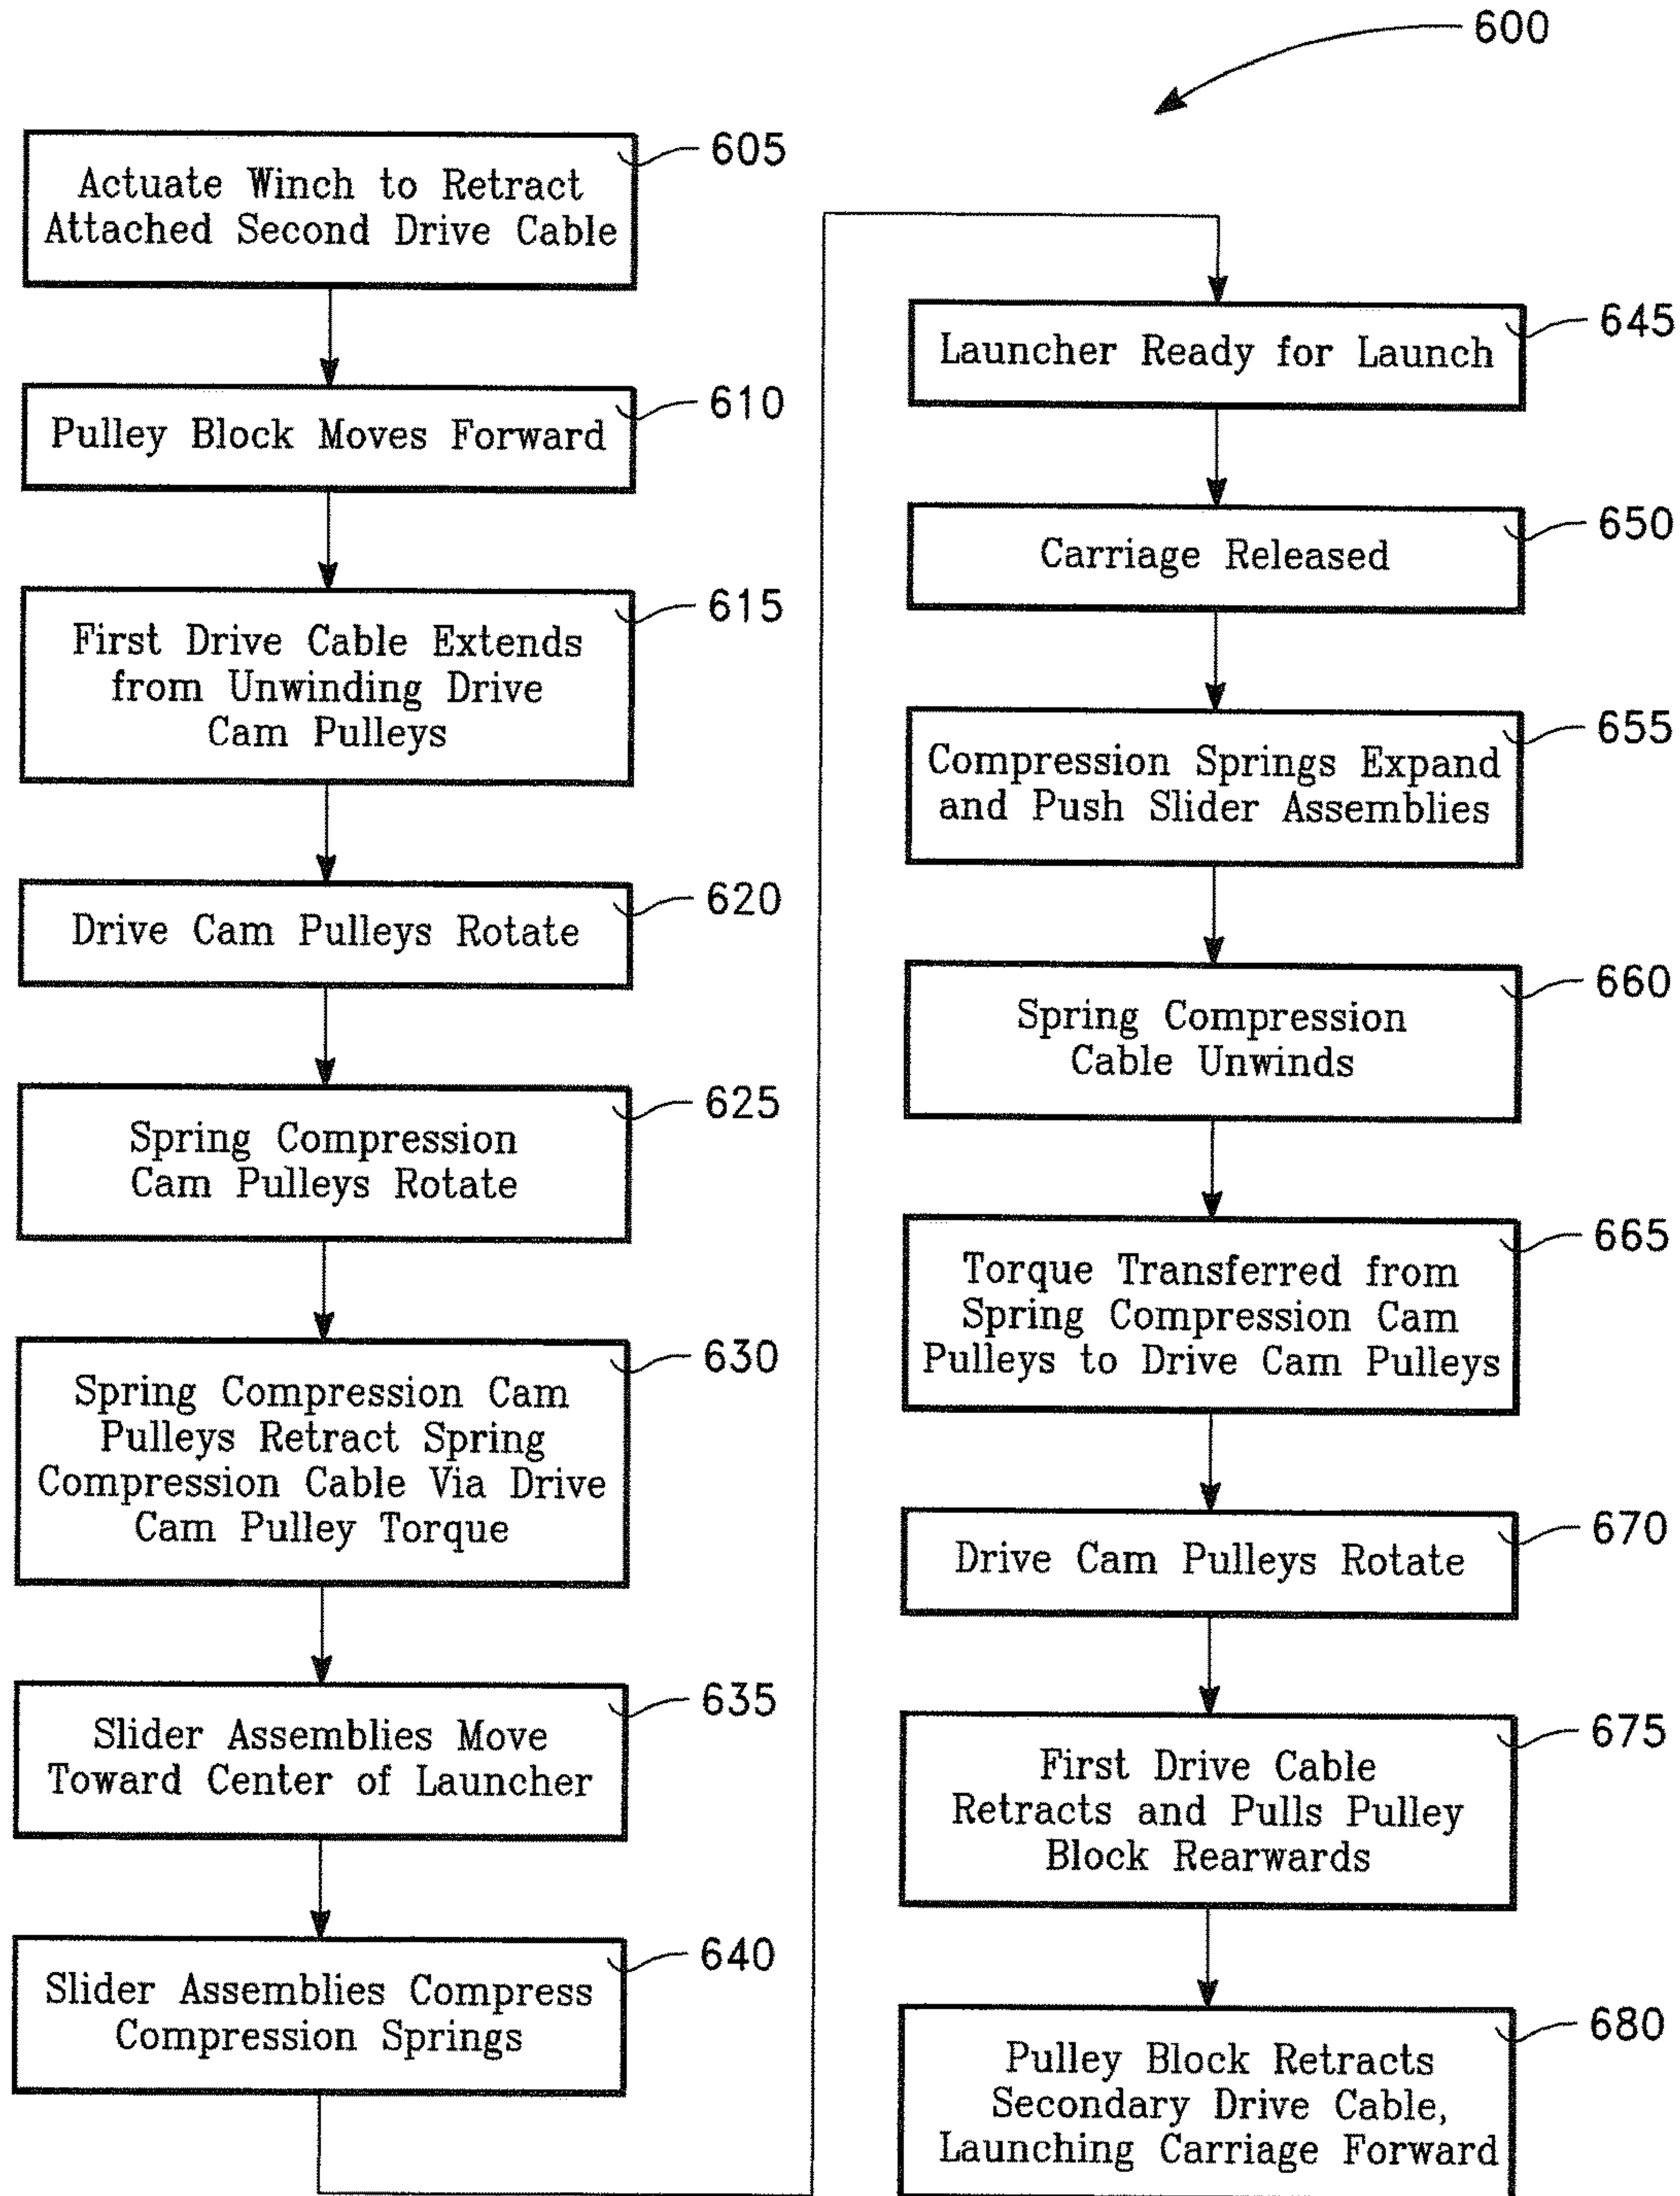 600
605
Actuate Winch to Retract
Attached Second Drive Cable
610
Pulley Block Moves Forward
615
First Drive Cable Extends
from Unwinding Drive
Cam Pulleys
620
Drive Cam Pulleys Rotate
625
Spring Compression
Cam Pulleys Rotate
630
Spring Compression Cam
Pulleys Retract Spring
Compression Cable Via Drive
Cam Pulley Torque
635
Slider Assemblies Move
Toward Center of Launcher
640
Slider Assemblies Compress
Compression Springs
645
Launcher Ready for Launch
650
Carriage Released
655
Compression Springs Expand
and Push Slider Assemblies
660
Spring Compression
Cable Unwinds
665
Torque Transferred from
Spring Compression Cam
Pulleys to Drive Cam Pulleys
670
Drive Cam Pulleys Rotate
675
First Drive Cable
Retracts and Pulls Pulley
Block Rearwards
680
Pulley Block Retracts
Secondary Drive Cable,
Launching Carriage Forward